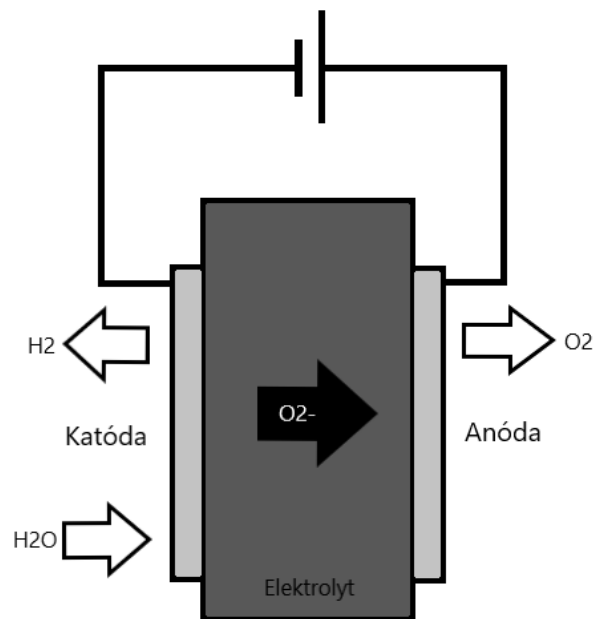 H2
O2
O2-
Katóda
Anóda
H2O
Elektrolyt